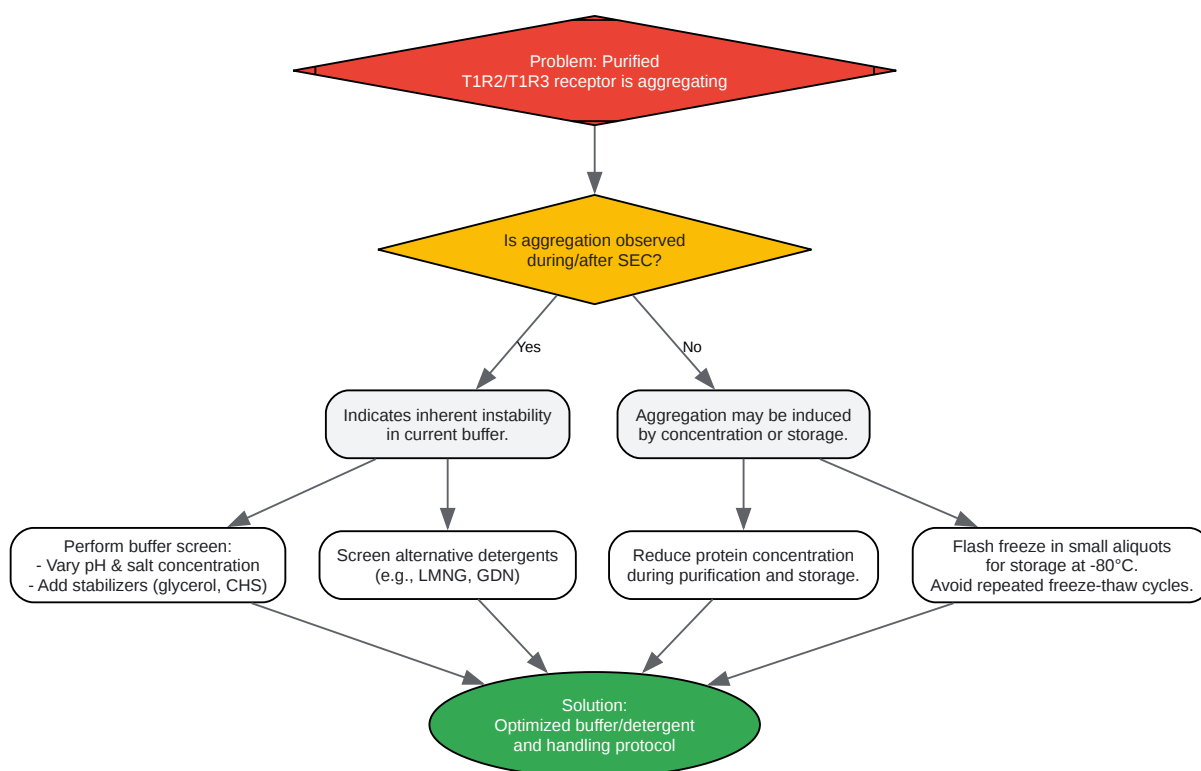 Problem: Purified
T1R2/T1R3 receptor is aggregating
Is aggregation observed
during/after SEC?
Yes
No
Indicates inherent instability
in current buffer.
Aggregation may be induced
by concentration or storage.
Perform buffer screen:
- Vary pH & salt concentration
- Add stabilizers (glycerol, CHS)
Screen alternative detergents
(e.g., LMNG, GDN)
Reduce protein concentration
during purification and storage.
Flash freeze in small aliquots
for storage at -80°C.
Avoid repeated freeze-thaw cycles.
Solution:
Optimized buffer/detergent
and handling protocol